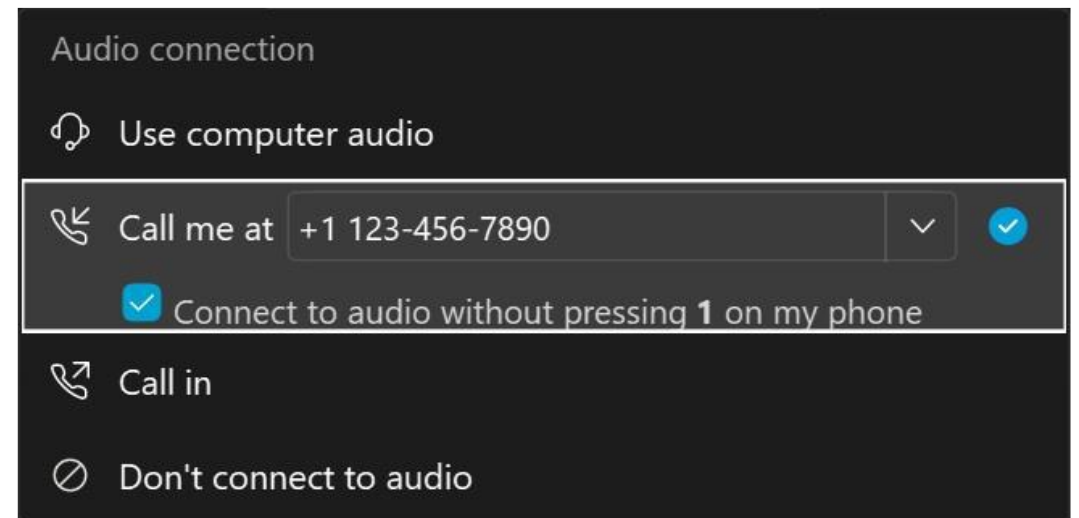 Audio connection
Use computer audio
Call me at +1 123-456-7890
Connect to audio without pressing 1 on my phone
Call in
Don't connect to audio